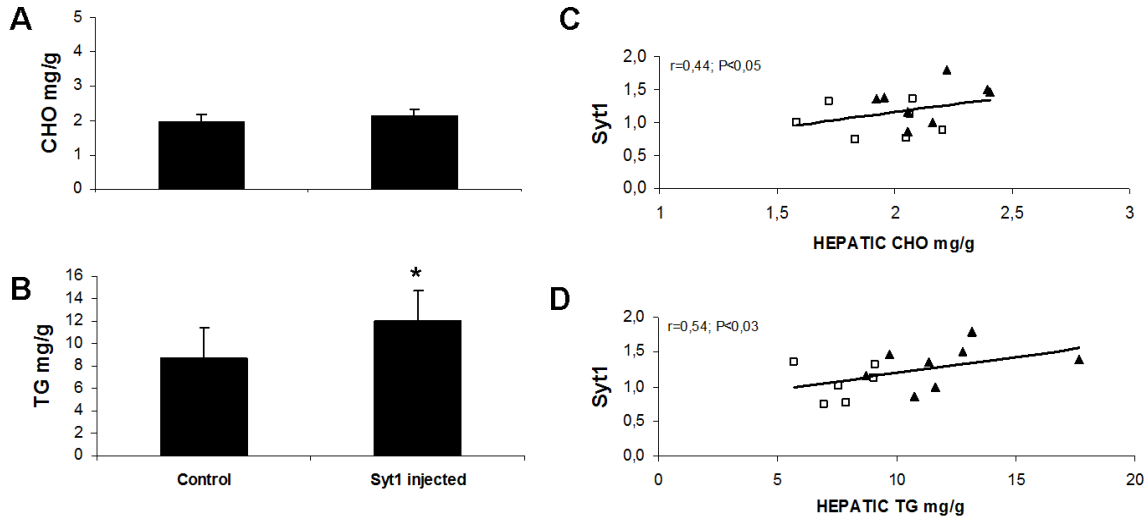 A
CHO mg/g
5
4
3
2
1
0
B
TG mg/g
16
14
12
10
8
6
4
2
0
*
Control
Syt1 injected
C
Syt1
2,0
1,5
1,0
0,5
0,0
r=0,44; P<0,05
1
1,5
2
2,5
3
HEPATIC CHO mg/g
D
Syt1
2,0
1,5
1,0
0,5
0,0
r=0,54; P<0,03
0
5
10
15
20
HEPATIC TG mg/g